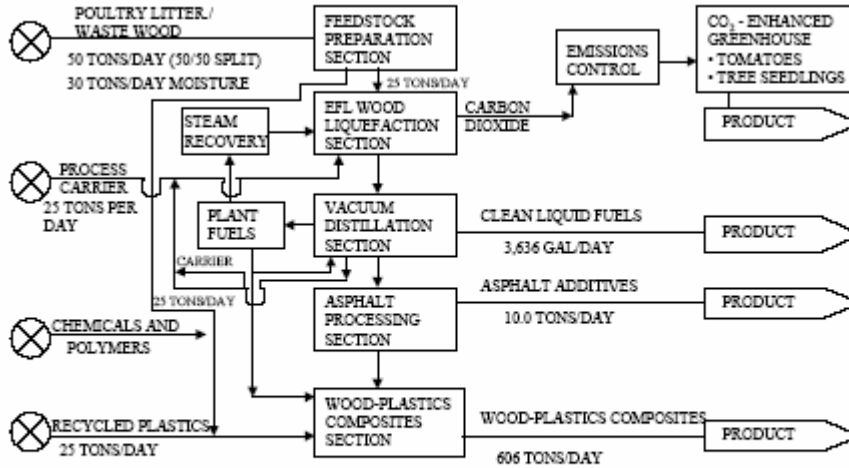 POULTRY LITTER/
WASTE WOOD
50 TONS/DAY (50/50 SPLIT)
30 TONS/DAY MOISTURE
FEEDSTOCK
PREPARATION
SECTION
25 TONS/DAY
EMISSIONS
CONTROL
CO2 - ENHANCED
GREENHOUSE
• TOMATOES
• TREE SEEDLINGS
PRODUCT
STEAM
RECOVERY
EFL WOOD
LIQUEFACTION
SECTION
CARBON
DIOXIDE
PROCESS
CARRIER
25 TONS PER
DAY
PLANT
FUELS
VACUUM
DISTILLATION
SECTION
CLEAN LIQUID FUELS
3,636 GAL/DAY
PRODUCT
CARRIER
25 TONS/DAY
ASPHALT
PROCESSING
SECTION
ASPHALT ADDITIVES
10.0 TONS/DAY
PRODUCT
CHEMICALS AND
POLYMERS
RECYCLED PLASTICS
25 TONS/DAY
WOOD-PLASTICS
COMPOSITES
SECTION
WOOD-PLASTICS COMPOSITES
606 TONS/DAY
PRODUCT